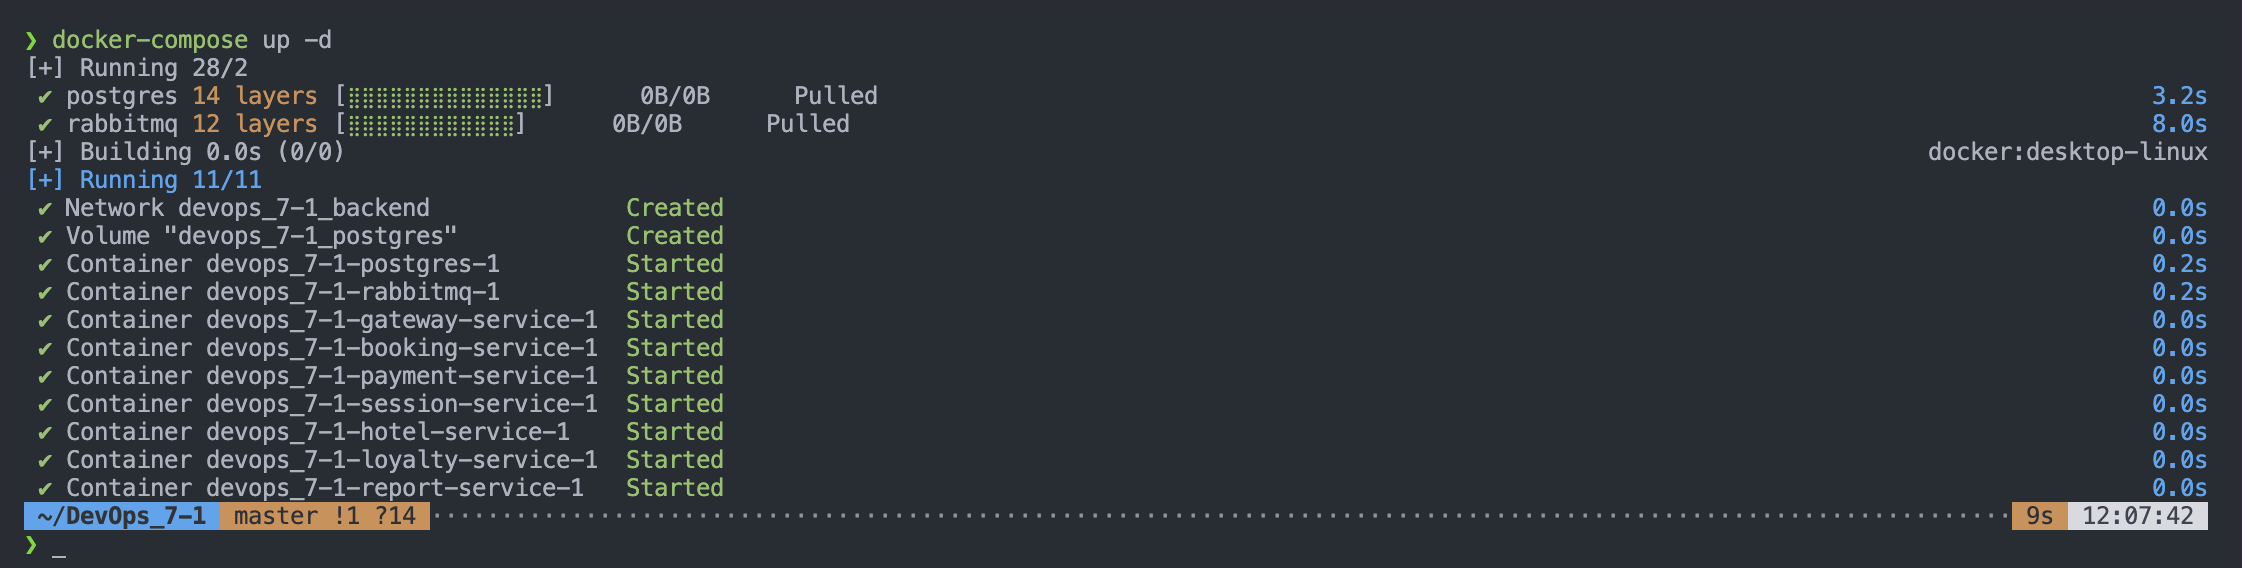 ❯ docker-compose up -d
[+] Running 28/2
✔ postgres 14 layers [⣿⣿⣿⣿⣿⣿⣿⣿⣿⣿⣿⣿⣿⣿] 0B/0B Pulled 3.2s
✔ rabbitmq 12 layers [⣿⣿⣿⣿⣿⣿⣿⣿⣿⣿⣿⣿] 0B/0B Pulled 8.0s
[+] Building 0.0s (0/0) docker:desktop-linux
[+] Running 11/11
✔ Network devops_7-1_backend Created 0.0s
✔ Volume "devops_7-1_postgres" Created 0.0s
✔ Container devops_7-1-postgres-1 Started 0.2s
✔ Container devops_7-1-rabbitmq-1 Started 0.2s
✔ Container devops_7-1-gateway-service-1 Started 0.0s
✔ Container devops_7-1-booking-service-1 Started 0.0s
✔ Container devops_7-1-payment-service-1 Started 0.0s
✔ Container devops_7-1-session-service-1 Started 0.0s
✔ Container devops_7-1-hotel-service-1 Started 0.0s
✔ Container devops_7-1-loyalty-service-1 Started 0.0s
✔ Container devops_7-1-report-service-1 Started 0.0s
~/DevOps_7-1 master !1 ?14 9s 12:07:42
❯ _